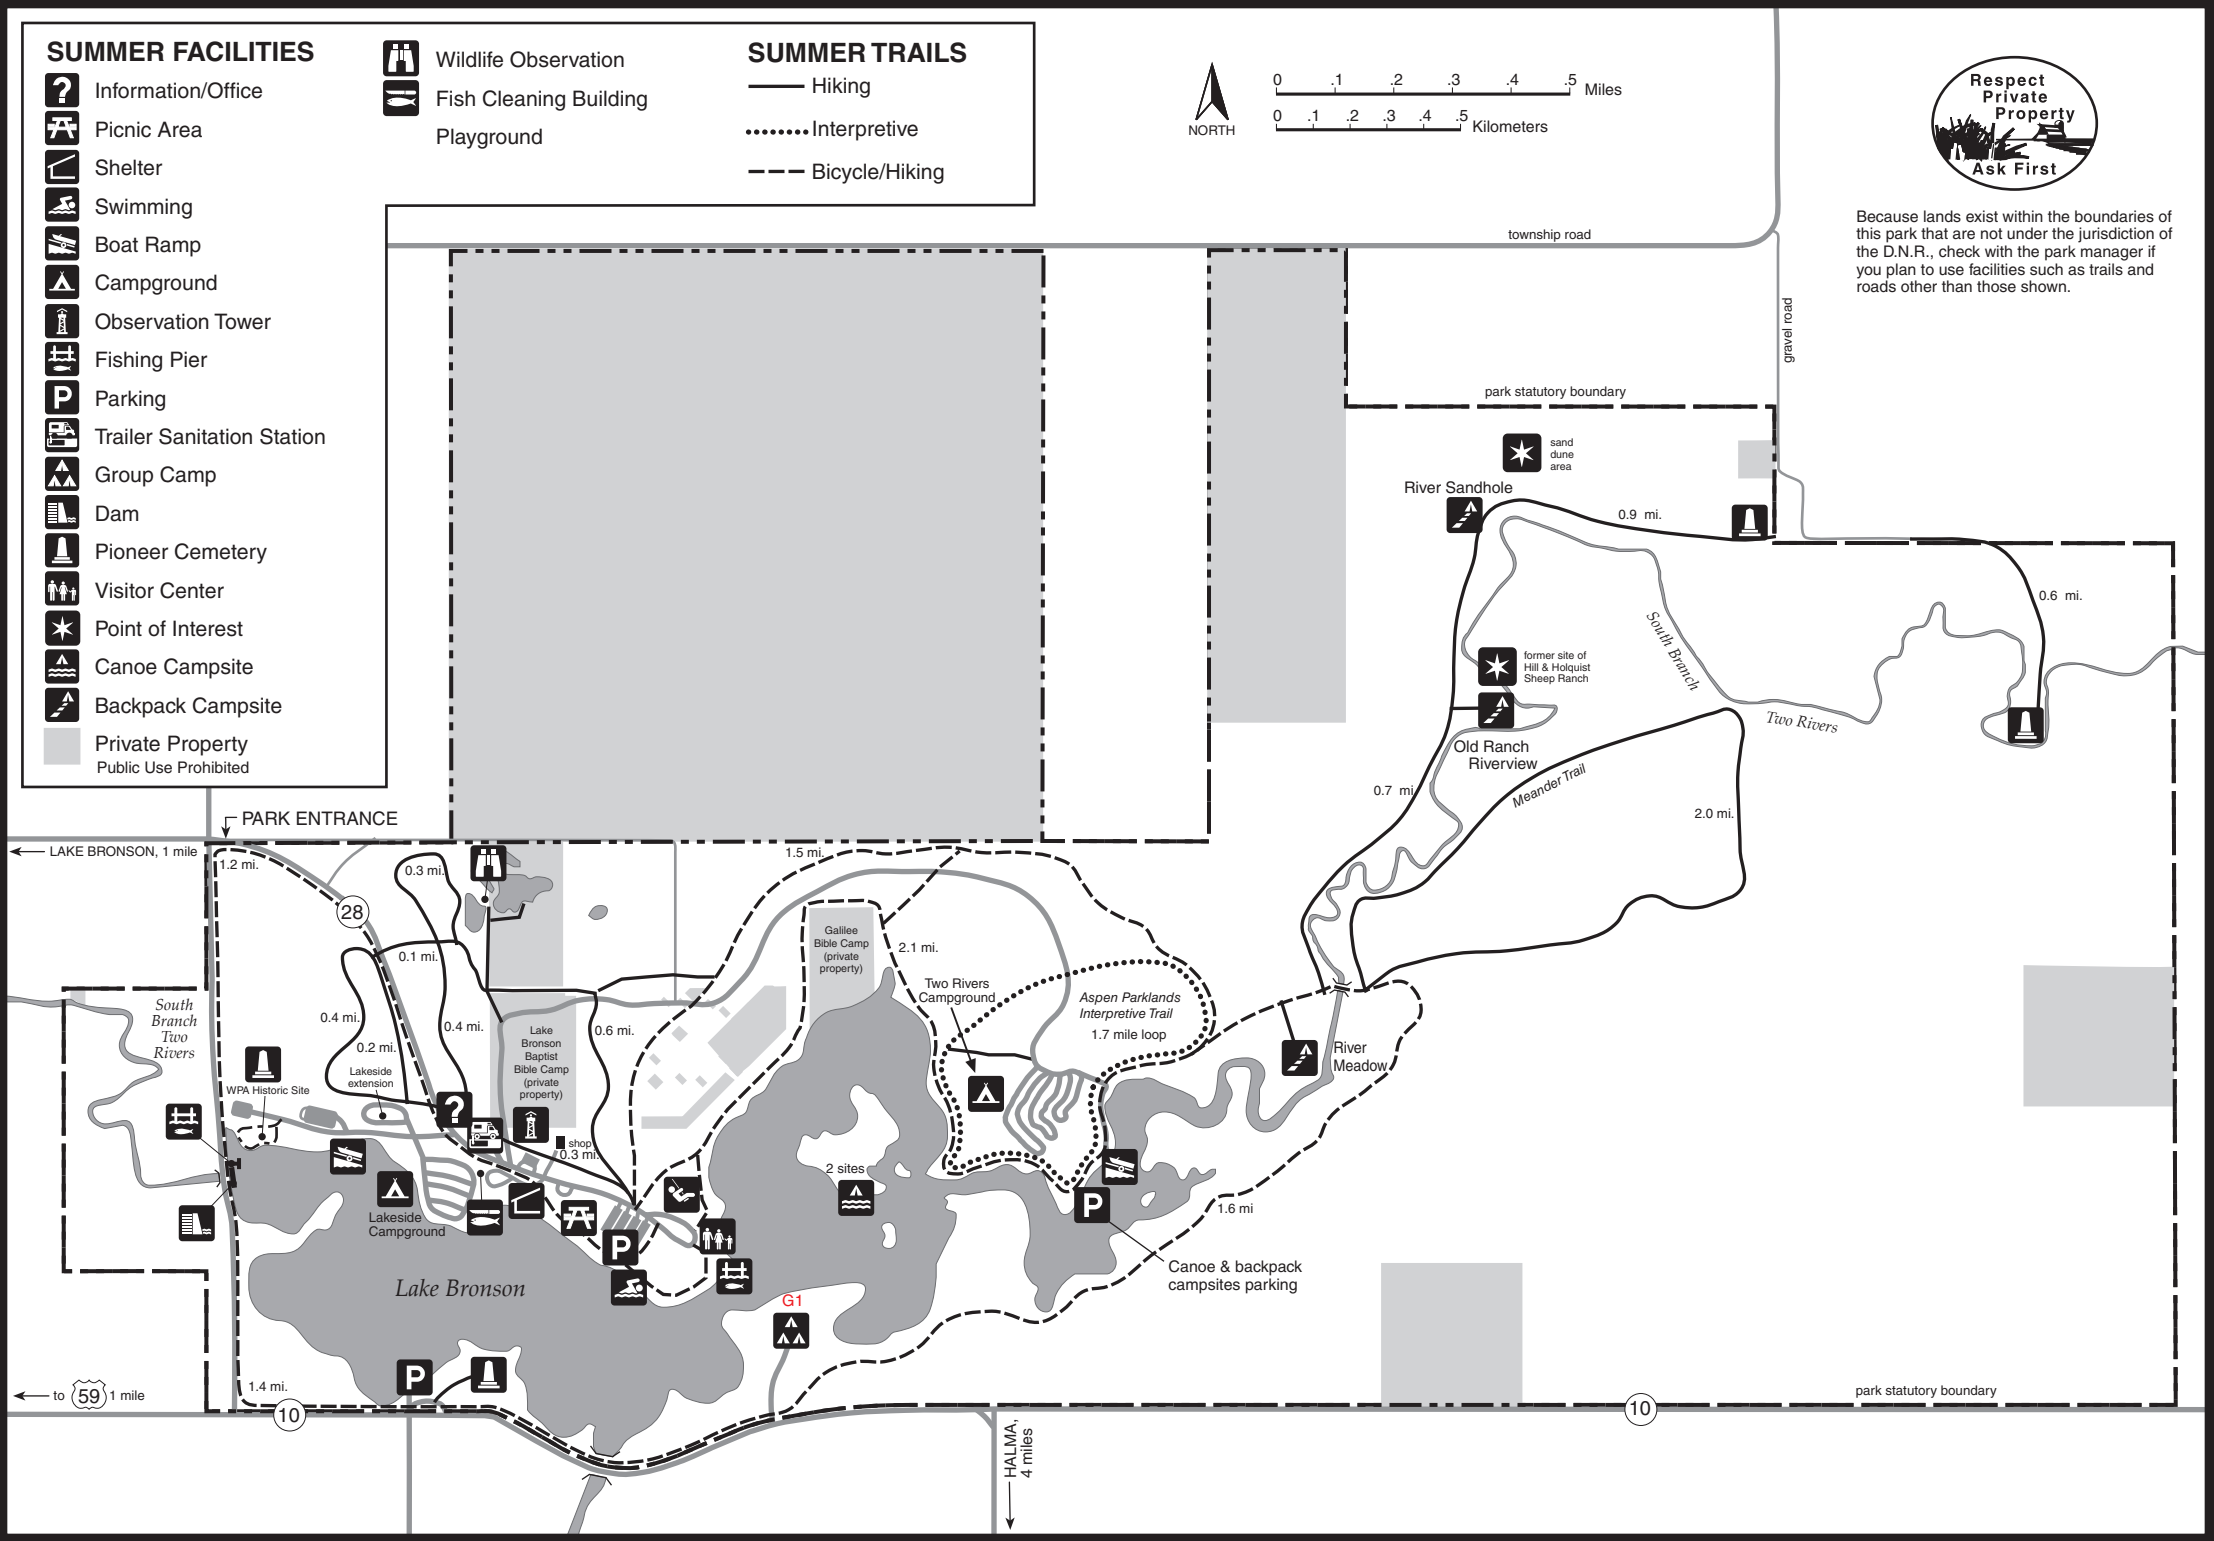 SUMMER FACILITIES
Information/Office
Picnic Area
Shelter
Swimming
Boat Ramp
Campground
Observation Tower
Fishing Pier
P
Parking
Trailer Sanitation Station
Group Camp
Dam
Pioneer Cemetery
Visitor Center
Point of Interest
Canoe Campsite
Backpack Campsite
Private Property
Public Use Prohibited
Wildlife Observation
Fish Cleaning Building
Playground
SUMMER TRAILS
Hiking
Interpretive
Bicycle/Hiking
NORTH
0 .1 .2 .3 .4 .5
Miles
0 .1 .2 .3 .4 .5
Kilometers
Respect
Private
Property
Ask First
Because lands exist within the boundaries of
this park that are not under the jurisdiction of
the D.N.R., check with the park manager if
you plan to use facilities such as trails and
roads other than those shown.
township road
gravel road
park statutory boundary
sand
dune
area
River Sandhole
0.9 mi.
0.6 mi.
South Branch
Two Rivers
former site of
Hill & Holquist
Sheep Ranch
Old Ranch
Riverview
0.7 mi
Meander Trail
2.0 mi.
PARK ENTRANCE
LAKE BRONSON, 1 mile
1.2 mi.
28
0.3 mi.
0.1 mi.
0.4 mi.
0.4 mi.
0.2 mi.
1.5 mi.
Galilee
Bible Camp
(private
property)
2.1 mi.
Two Rivers
Campground
Aspen Parklands
Interpretive Trail
1.7 mile loop
South
Branch
Two
Rivers
Lake
Bronson
Baptist
Bible Camp
(private
property)
0.6 mi.
River
Meadow
WPA Historic Site
Lakeside
extension
?
shop
0.3 mi.
2 sites
Lakeside
Campground
P
P
1.6 mi
Canoe & backpack
campsites parking
Lake Bronson
G1
P
1.4 mi.
to 59 1 mile
10
10
park statutory boundary
HALMA,
4 miles